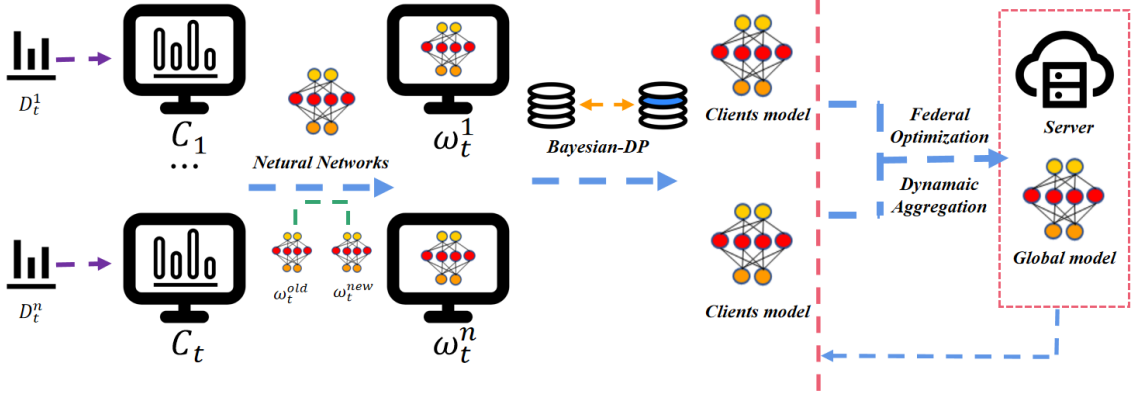 D_t^1
C_1
...
Netural Networks
ω_t^1
Bayesian-DP
Clients model
Federal
Optimization
Dynamaic
Aggregation
Server
Global model
D_t^n
C_t
ω_t^old
ω_t^new
ω_t^n
Clients model